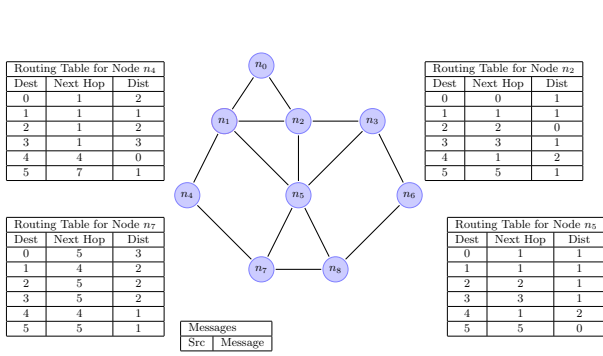 n0
Routing Table for Node n4
Dest Next Hop Dist
0 1 2
1 1 1
2 1 2
3 1 3
4 4 0
5 7 1
Routing Table for Node n2
Dest Next Hop Dist
0 0 1
1 1 1
2 2 0
3 3 1
4 1 2
5 5 1
n1 n2 n3
n4 n5 n6
Routing Table for Node n7
Dest Next Hop Dist
0 5 3
1 4 2
2 5 2
3 5 2
4 4 1
5 5 1
Routing Table for Node n5
Dest Next Hop Dist
0 1 1
1 1 1
2 2 1
3 3 1
4 1 2
5 5 0
n7 n8
Messages
Src Message